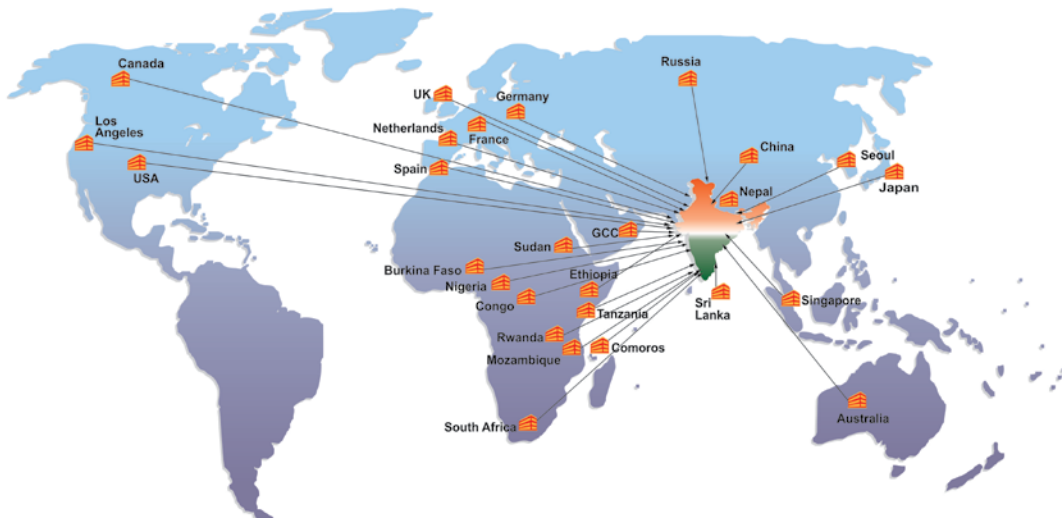 Canada
Russia
UK
Germany
Los
Angeles
Netherlands
France
China
Seoul
USA
Spain
Nepal
Japan
GCC
Sudan
Burkina Faso
Nigeria
Ethiopia
Congo
Sri
Lanka
Singapore
Tanzania
Rwanda
Comoros
Mozambique
Australia
South Africa